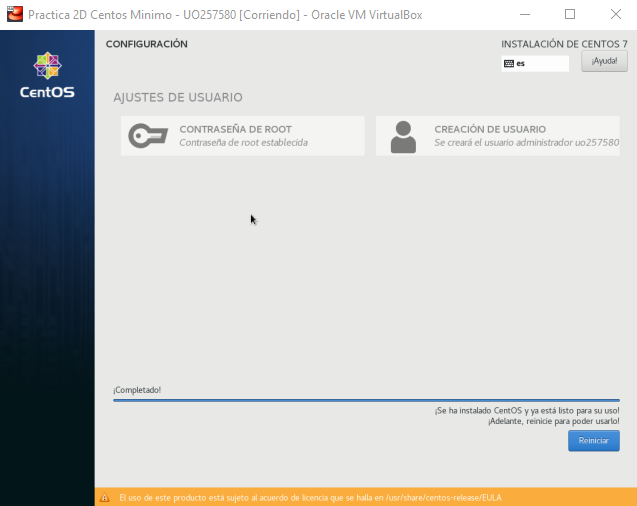 Practica 2D Centos Minimo - UO257580 [Corriendo] - Oracle VM VirtualBox
CentOS
CONFIGURACIÓN
INSTALACIÓN DE CENTOS 7
es
¡Ayuda!
AJUSTES DE USUARIO
CONTRASEÑA DE ROOT
Contraseña de root establecida
CREACIÓN DE USUARIO
Se creará el usuario administrador uo257580
¡Completado!
¡Se ha instalado CentOS y ya está listo para su uso!
¡Adelante, reinicie para poder usarlo!
Reiniciar
El uso de este producto está sujeto al acuerdo de licencia que se halla en /usr/share/centos-release/EULA